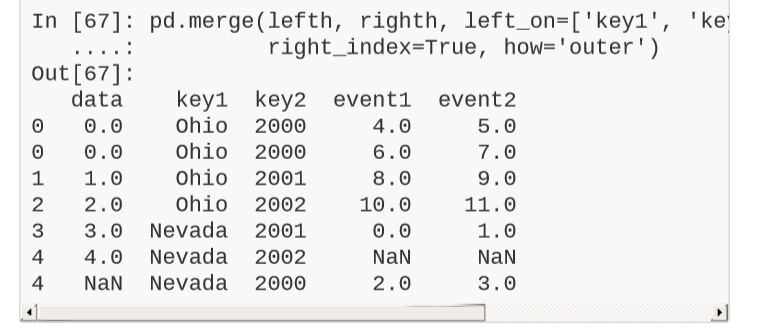 In [67]: pd.merge(lefth, righth, left_on=['key1', 'key
....: right_index=True, how='outer')
Out[67]:
data key1 key2 event1 event2
0 0.0 Ohio 2000 4.0 5.0
0 0.0 Ohio 2000 6.0 7.0
1 1.0 Ohio 2001 8.0 9.0
2 2.0 Ohio 2002 10.0 11.0
3 3.0 Nevada 2001 0.0 1.0
4 4.0 Nevada 2002 NaN NaN
4 NaN Nevada 2000 2.0 3.0